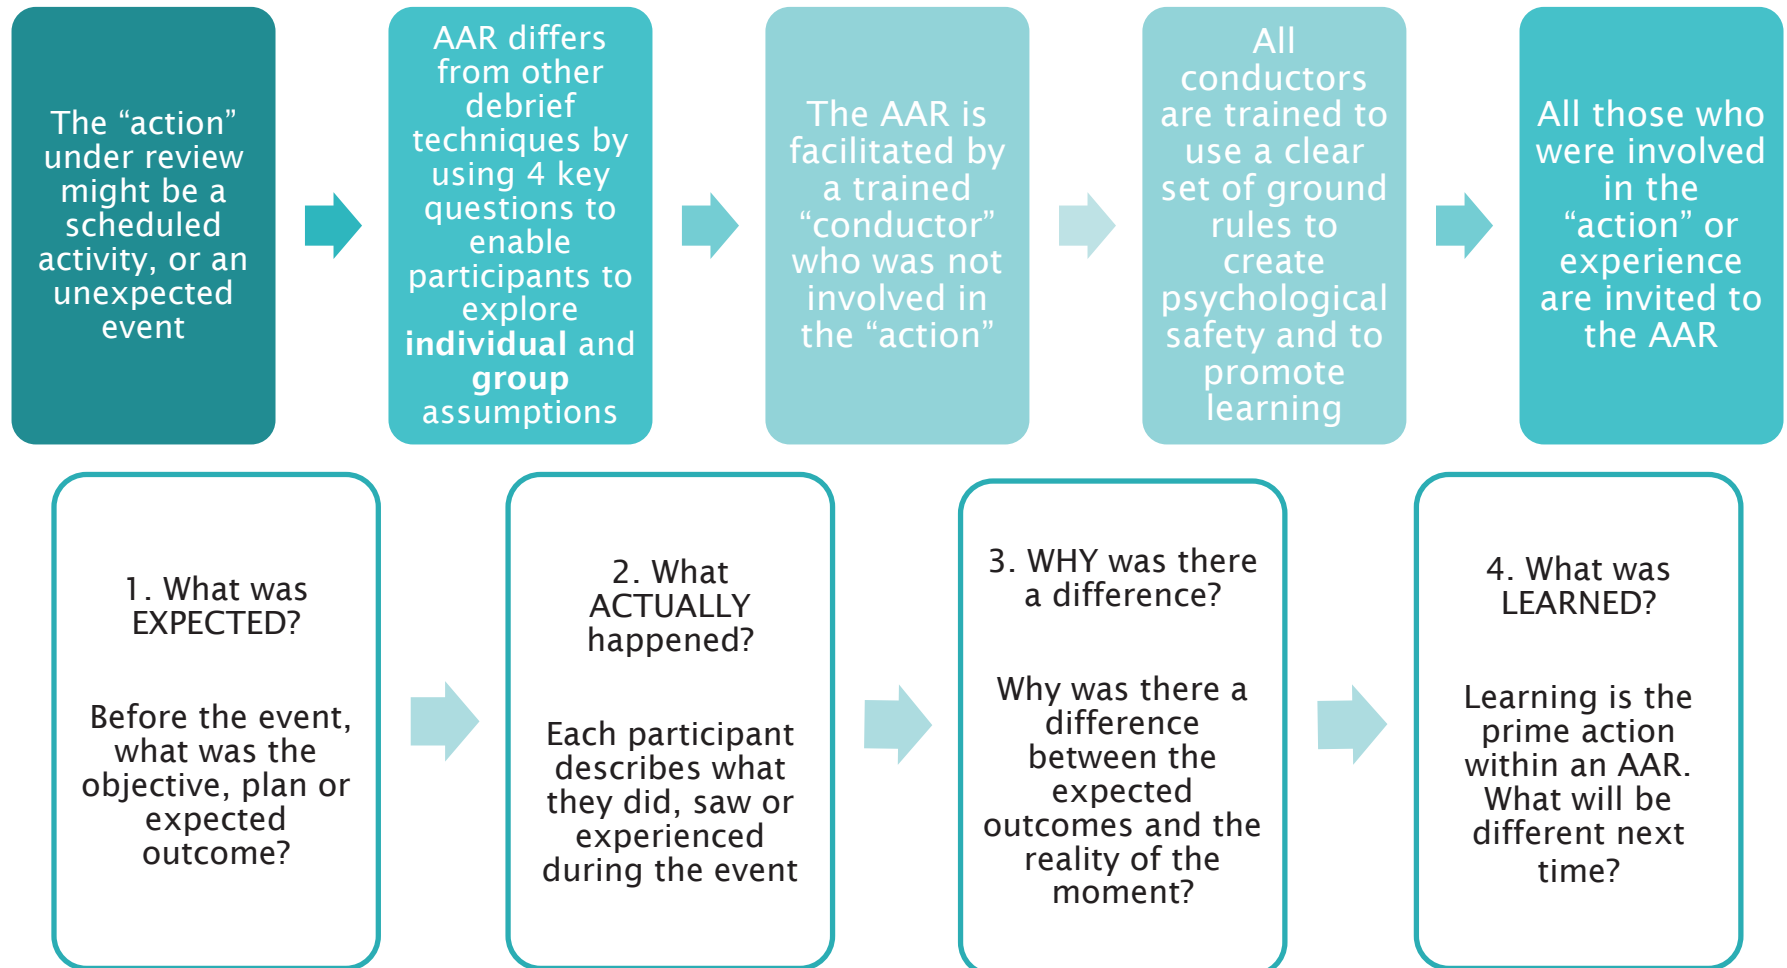 The “action”
under review
might be a
scheduled
activity, or an
unexpected
event
AAR differs
from other
debrief
techniques by
using 4 key
questions to
enable
participants to
explore
individual and
group
assumptions
The AAR is
facilitated by
a trained
“conductor”
who was not
involved in
the “action”
All
conductors
are trained to
use a clear
set of ground
rules to
create
psychological
safety and to
promote
learning
All those who
were involved
in the
“action” or
experience
are invited to
the AAR
1. What was
EXPECTED?
Before the event,
what was the
objective, plan or
expected
outcome?
2. What
ACTUALLY
happened?
Each participant
describes what
they did, saw or
experienced
during the event
3. WHY was there
a difference?
Why was there a
difference
between the
expected
outcomes and the
reality of the
moment?
4. What was
LEARNED?
Learning is the
prime action
within an AAR.
What will be
different next
time?